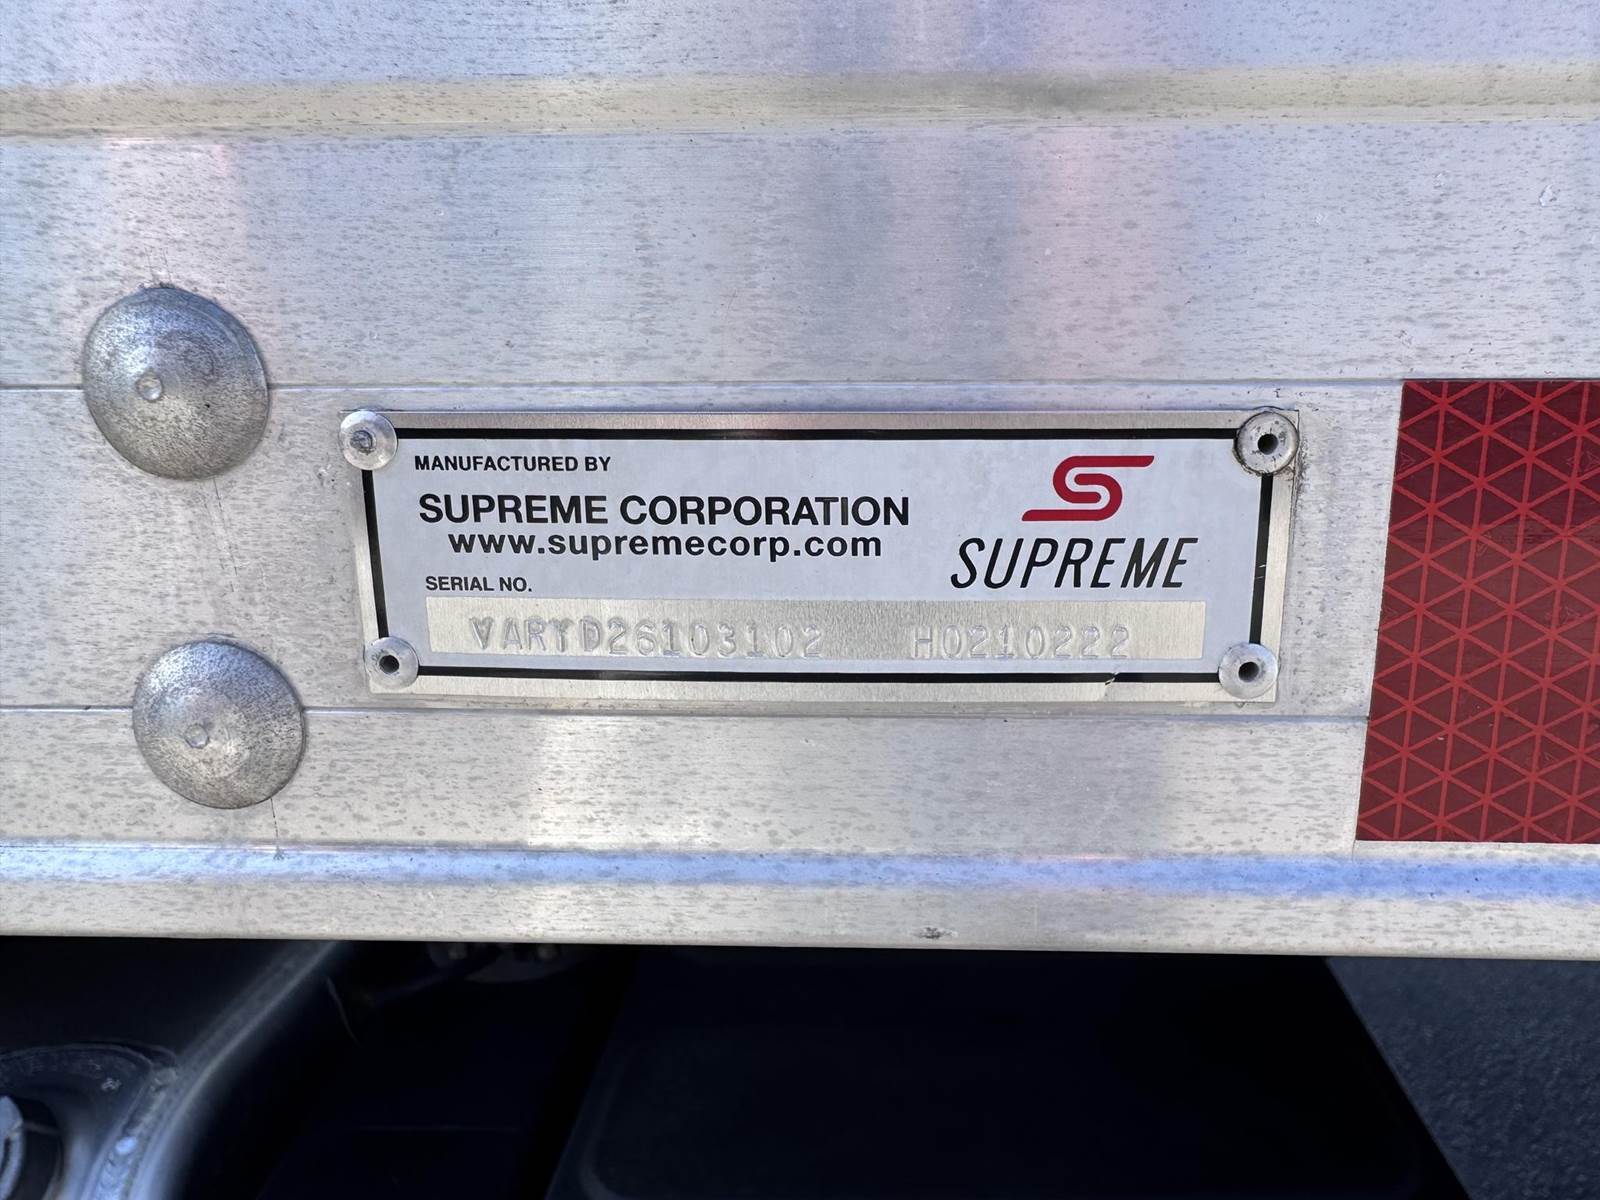 MANUFACTURED BY
SUPREME CORPORATION
www.supremecorp.com
SUPREME
SERIAL NO.
VARYD26103102 H0210222